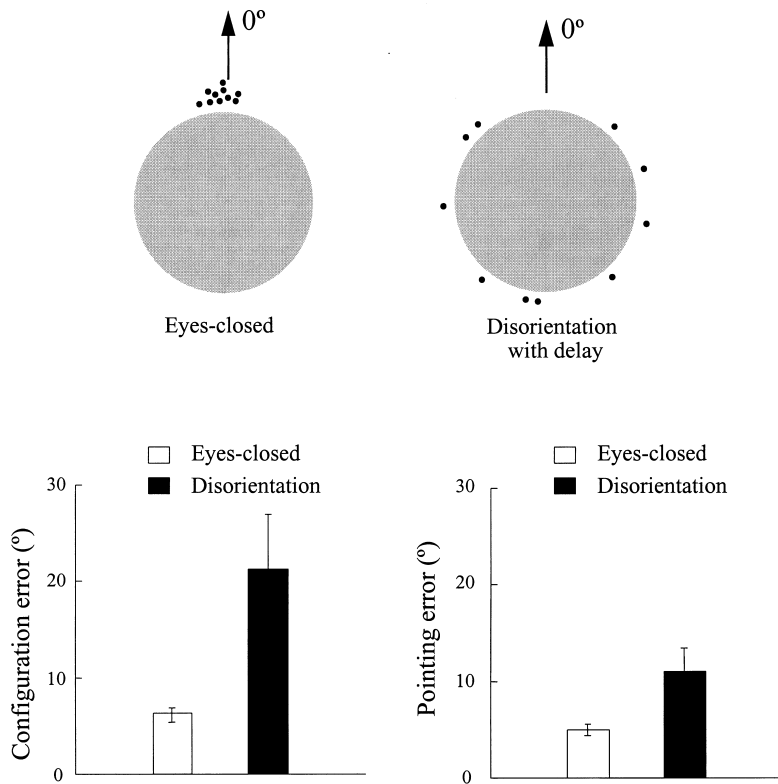 0º
0º
Eyes-closed
Disorientation
with delay
Eyes-closed
Disorientation
30
20
10
0
Configuration error (º)
Eyes-closed
Disorientation
30
20
10
0
Pointing error (º)